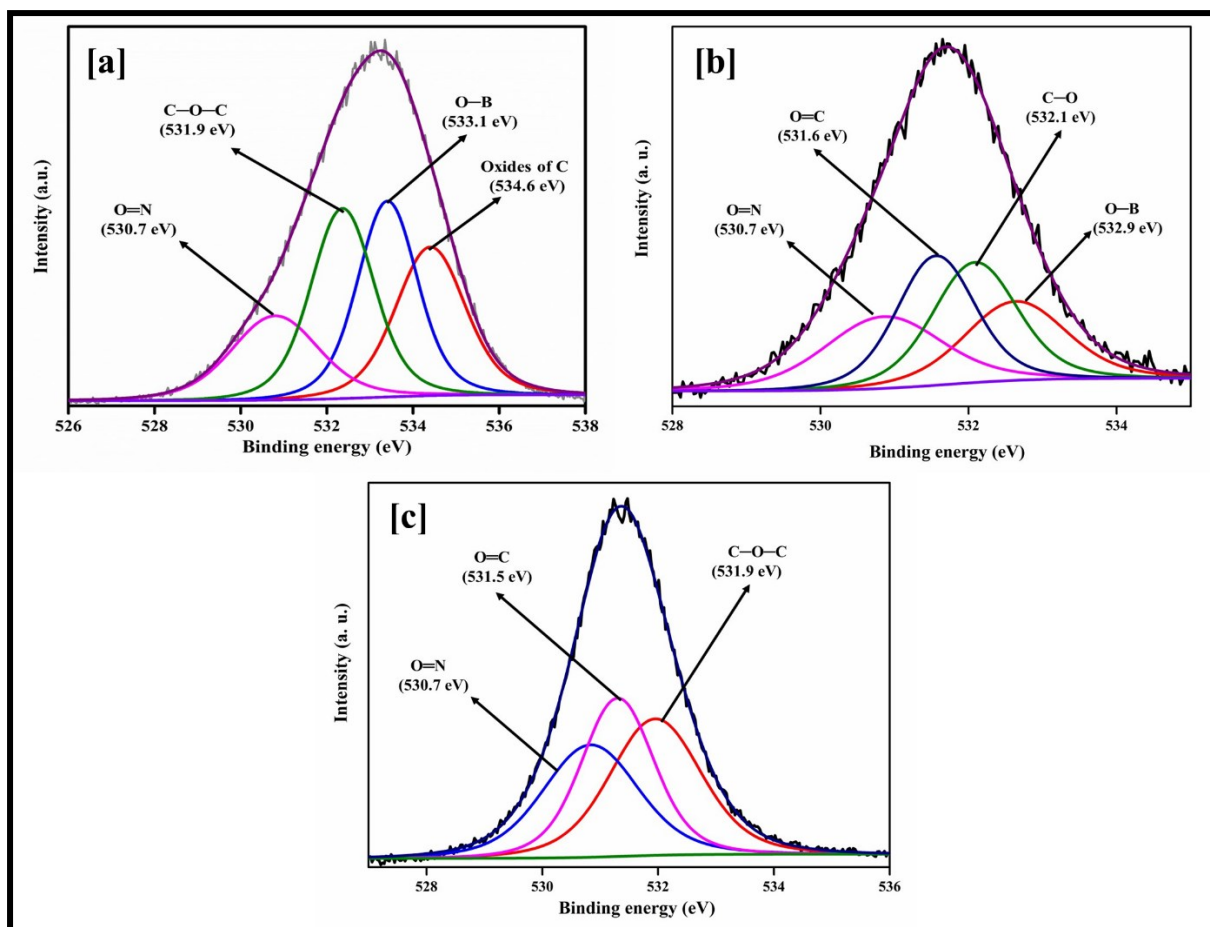 [a]
C─O─C
(531.9 eV)
O─B
(533.1 eV)
Oxides of C
(534.6 eV)
O═N
(530.7 eV)
Intensity (a.u.)
526 528 530 532 534 536 538
Binding energy (eV)
[b]
O═C
(531.6 eV)
C─O
(532.1 eV)
O═N
(530.7 eV)
O─B
(532.9 eV)
Intensity (a. u.)
528 530 532 534
Binding energy (eV)
[c]
O═C
(531.5 eV)
C─O─C
(531.9 eV)
O═N
(530.7 eV)
Intensity (a. u.)
528 530 532 534 536
Binding energy (eV)